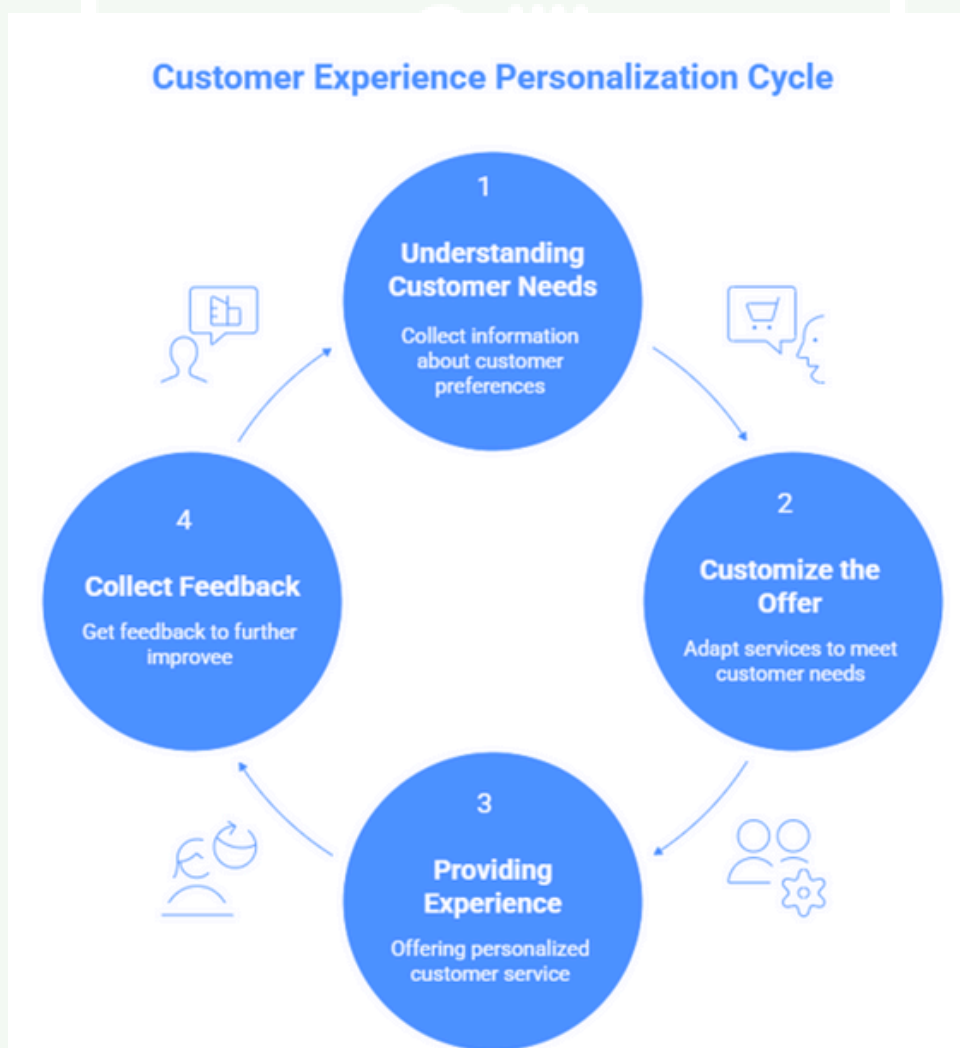 Customer Experience Personalization Cycle
1
Understanding
Customer Needs
Collect information
about customer
preferences
2
Customize the
Offer
Adapt services to meet
customer needs
3
Providing
Experience
Offering personalized
customer service
4
Collect Feedback
Get feedback to further
improvee